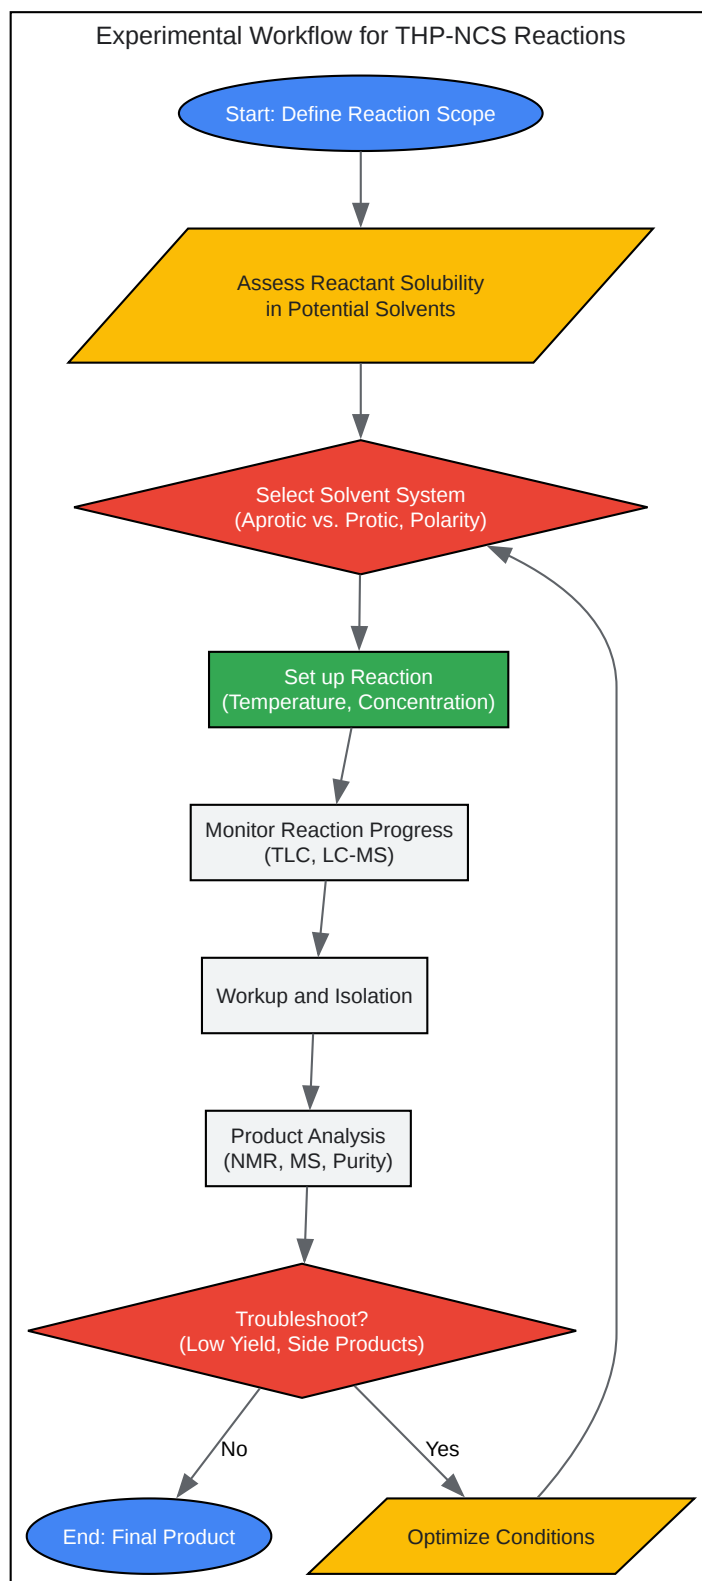 Experimental Workflow for THP-NCS Reactions
Start: Define Reaction Scope
Assess Reactant Solubility
in Potential Solvents
Select Solvent System
(Aprotic vs. Protic, Polarity)
Set up Reaction
(Temperature, Concentration)
Monitor Reaction Progress
(TLC, LC-MS)
Workup and Isolation
Product Analysis
(NMR, MS, Purity)
Troubleshoot?
(Low Yield, Side Products)
No
Yes
End: Final Product
Optimize Conditions